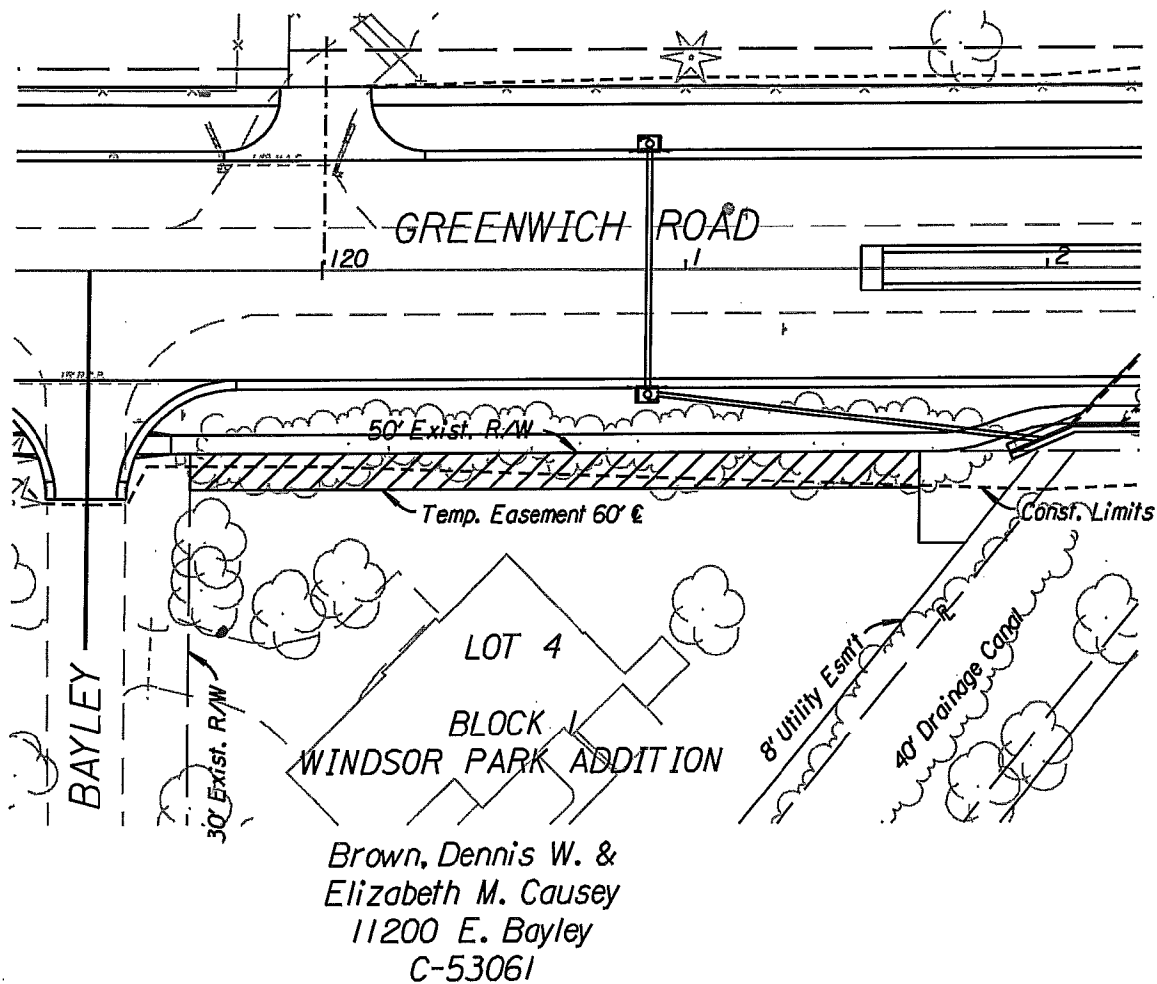 GREENWICH ROAD
120
1
2
50' Exist. R/W
Temp. Easement 60' ℄
Const. Limits
LOT 4
BLOCK 1
WINDSOR PARK ADDITION
BAYLEY
30' Exist. R/W
8' Utility Esm't
℄
40' Drainage Canal
Brown, Dennis W. &
Elizabeth M. Causey
11200 E. Bayley
C-53061